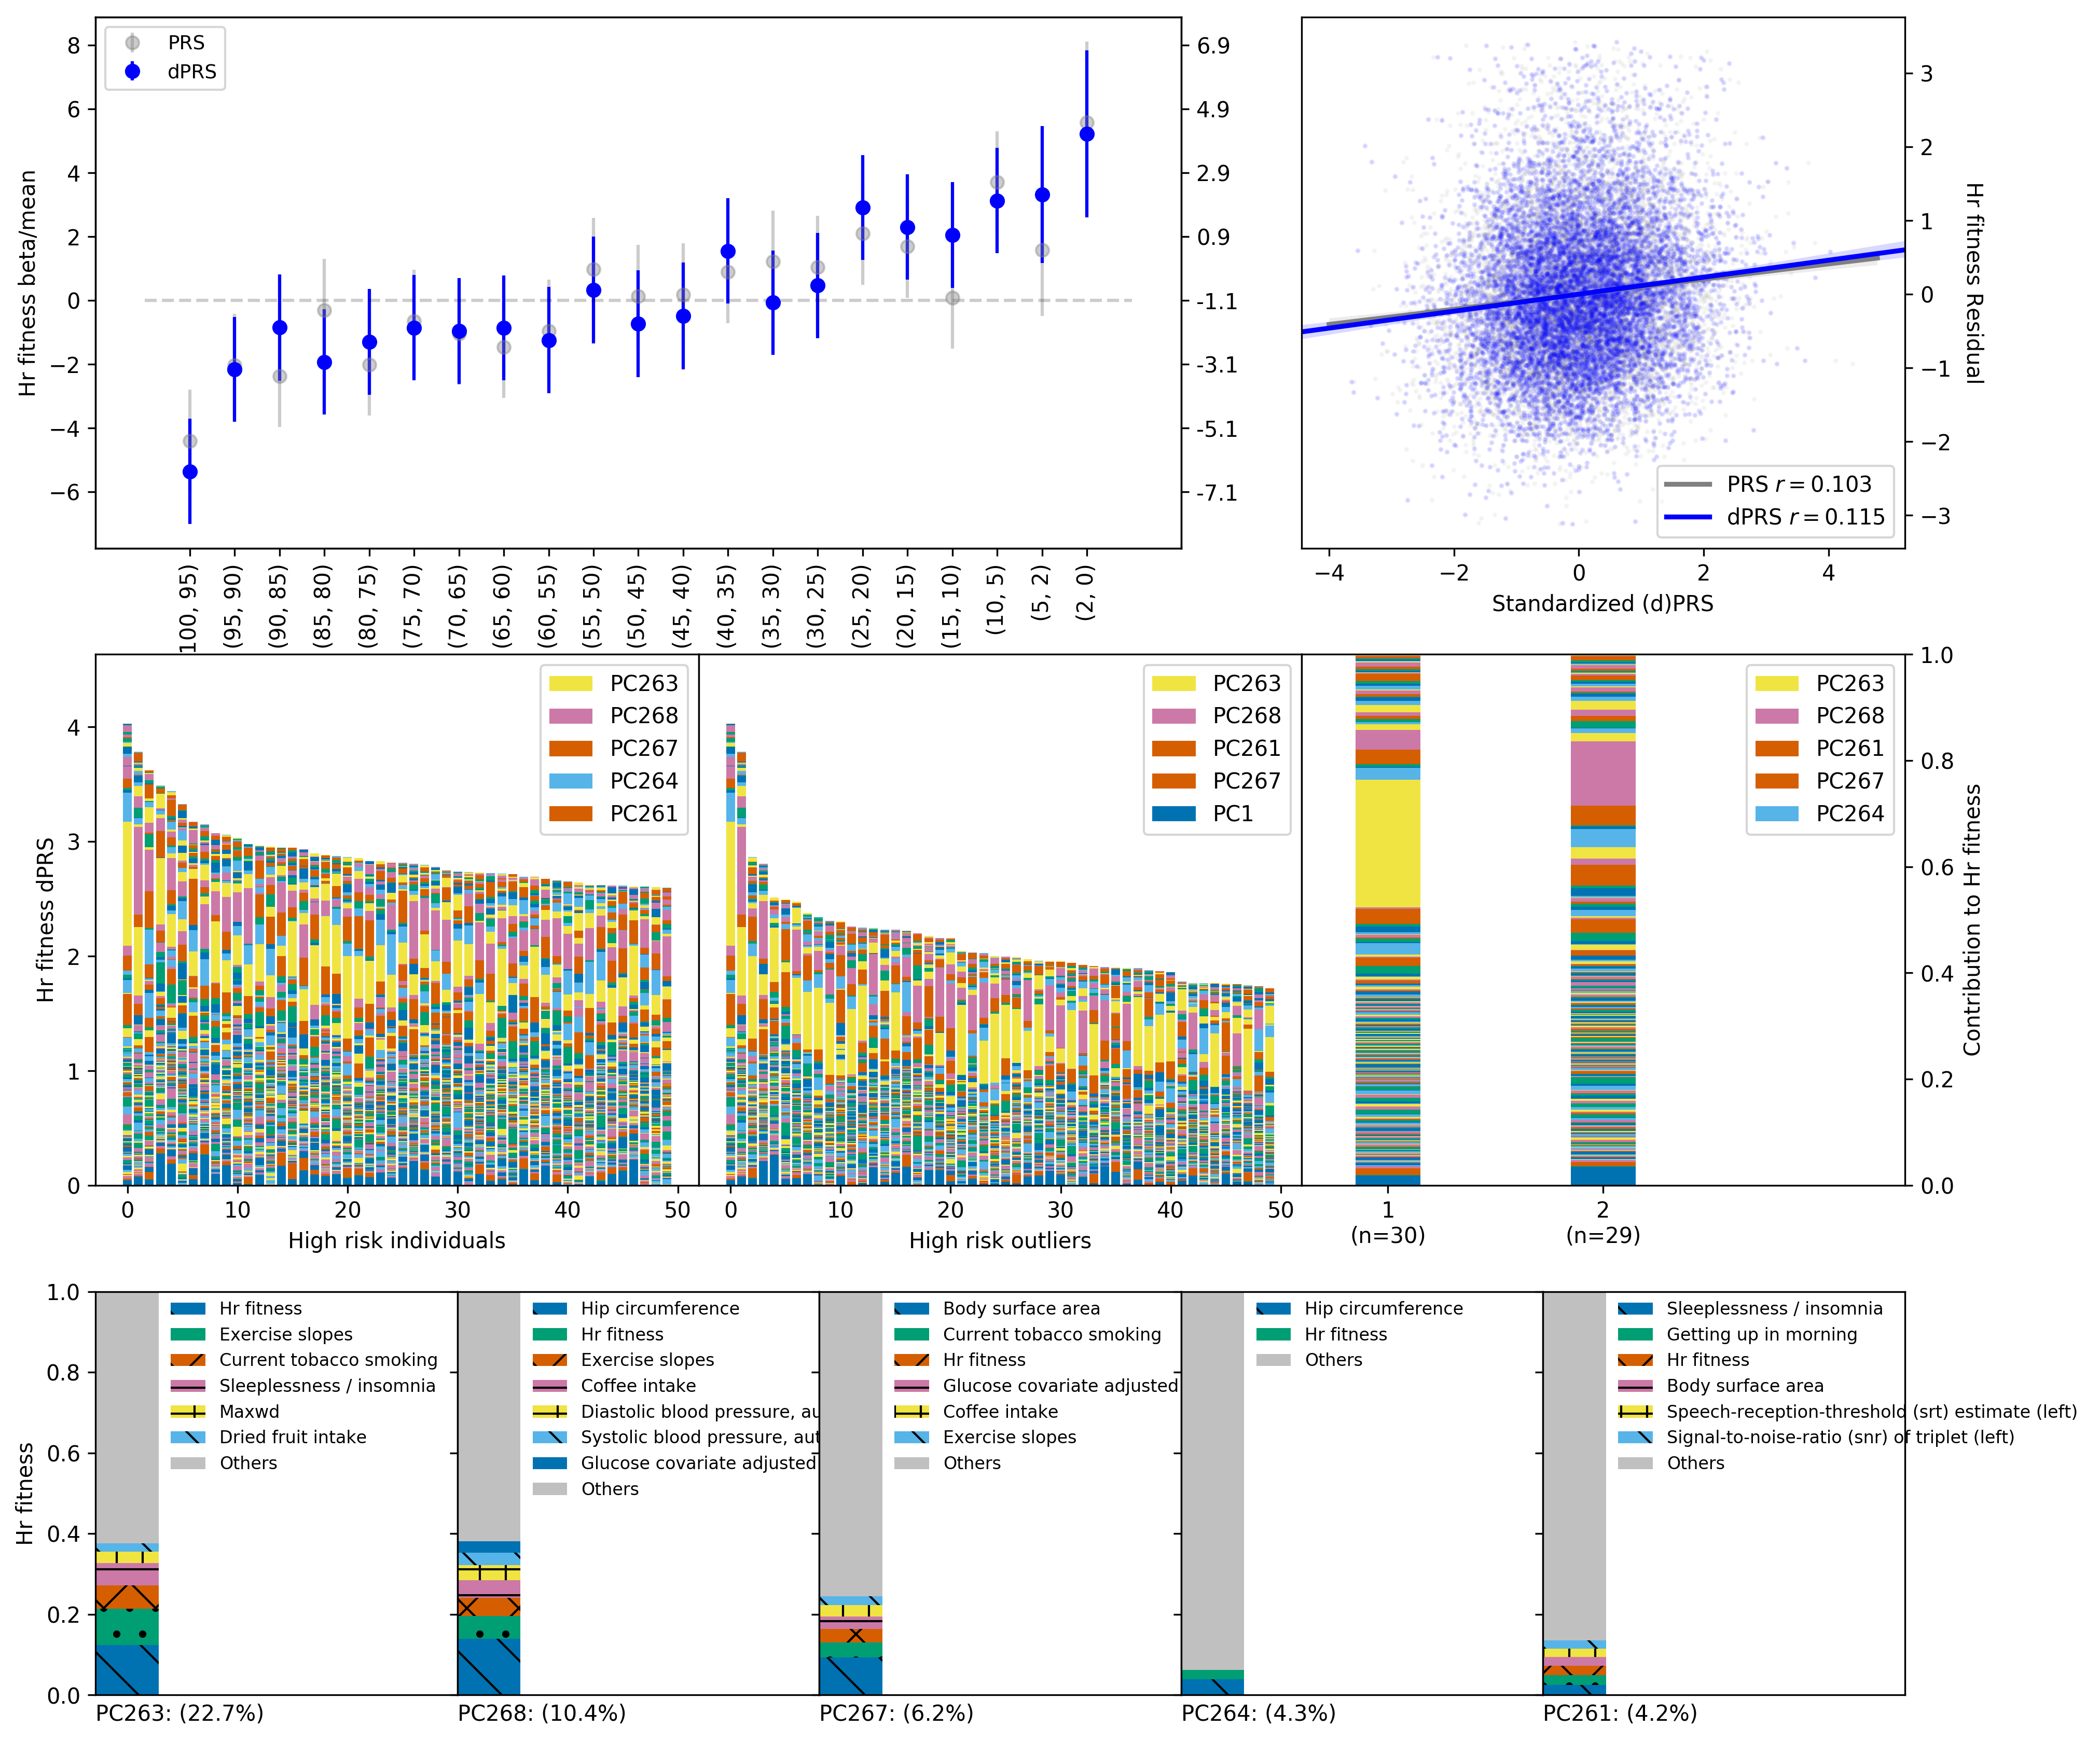 PRS
dPRS
8
6
4
2
0
−2
−4
−6
Hr fitness beta/mean
6.9
4.9
2.9
0.9
-1.1
-3.1
-5.1
-7.1
100, 95)
(95, 90)
(90, 85)
(85, 80)
(80, 75)
(75, 70)
(70, 65)
(65, 60)
(60, 55)
(55, 50)
(50, 45)
(45, 40)
(40, 35)
(35, 30)
(30, 25)
(25, 20)
(20, 15)
(15, 10)
(10, 5)
(5, 2)
(2, 0)
3
2
1
0
−1
−2
−3
Hr fitness Residual
PRS r = 0.103
dPRS r = 0.115
−4 −2 0 2 4
Standardized (d)PRS
Hr fitness dPRS
4
3
2
1
0
PC263
PC268
PC267
PC264
PC261
0 10 20 30 40 50
High risk individuals
PC263
PC268
PC261
PC267
PC1
0 10 20 30 40 50
High risk outliers
PC263
PC268
PC261
PC267
PC264
1
(n=30)
2
(n=29)
1.0
0.8
0.6
0.4
0.2
0.0
Contribution to Hr fitness
Hr fitness
1.0
0.8
0.6
0.4
0.2
0.0
Hr fitness
Exercise slopes
Current tobacco smoking
Sleeplessness / insomnia
Maxwd
Dried fruit intake
Others
PC263: (22.7%)
Hip circumference
Hr fitness
Exercise slopes
Coffee intake
Diastolic blood pressure, au
Systolic blood pressure, aut
Glucose covariate adjusted
Others
PC268: (10.4%)
Body surface area
Current tobacco smoking
Hr fitness
Glucose covariate adjusted
Coffee intake
Exercise slopes
Others
PC267: (6.2%)
Hip circumference
Hr fitness
Others
PC264: (4.3%)
Sleeplessness / insomnia
Getting up in morning
Hr fitness
Body surface area
Speech-reception-threshold (srt) estimate (left)
Signal-to-noise-ratio (snr) of triplet (left)
Others
PC261: (4.2%)